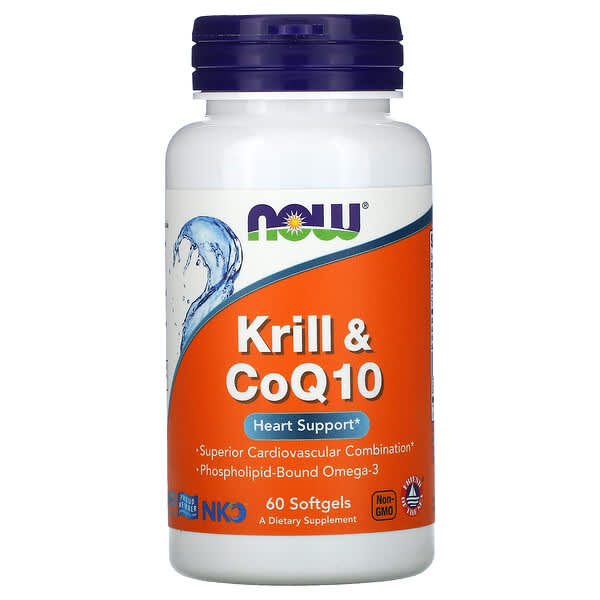 NOW®
Krill &
CoQ10
Heart Support*
•Superior Cardiovascular Combination*
•Phospholipid-Bound Omega-3
60 Softgels
A Dietary Supplement
NKO
Non-
GMO